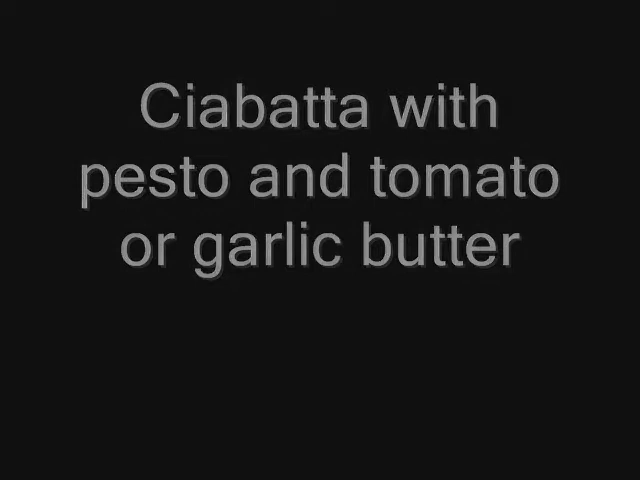 Ciabatta with
pesto and tomato
or garlic butter